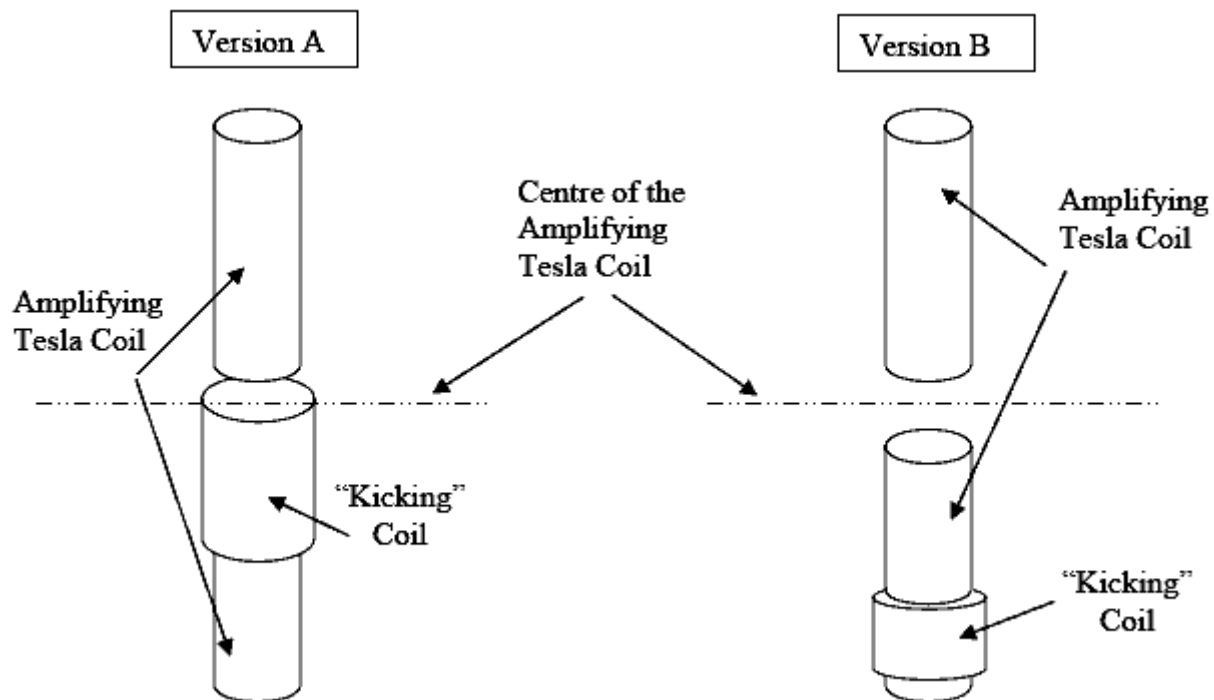 Version A
Version B
Centre of the
Amplifying
Tesla Coil
Amplifying
Tesla Coil
Amplifying
Tesla Coil
“Kicking”
Coil
“Kicking”
Coil